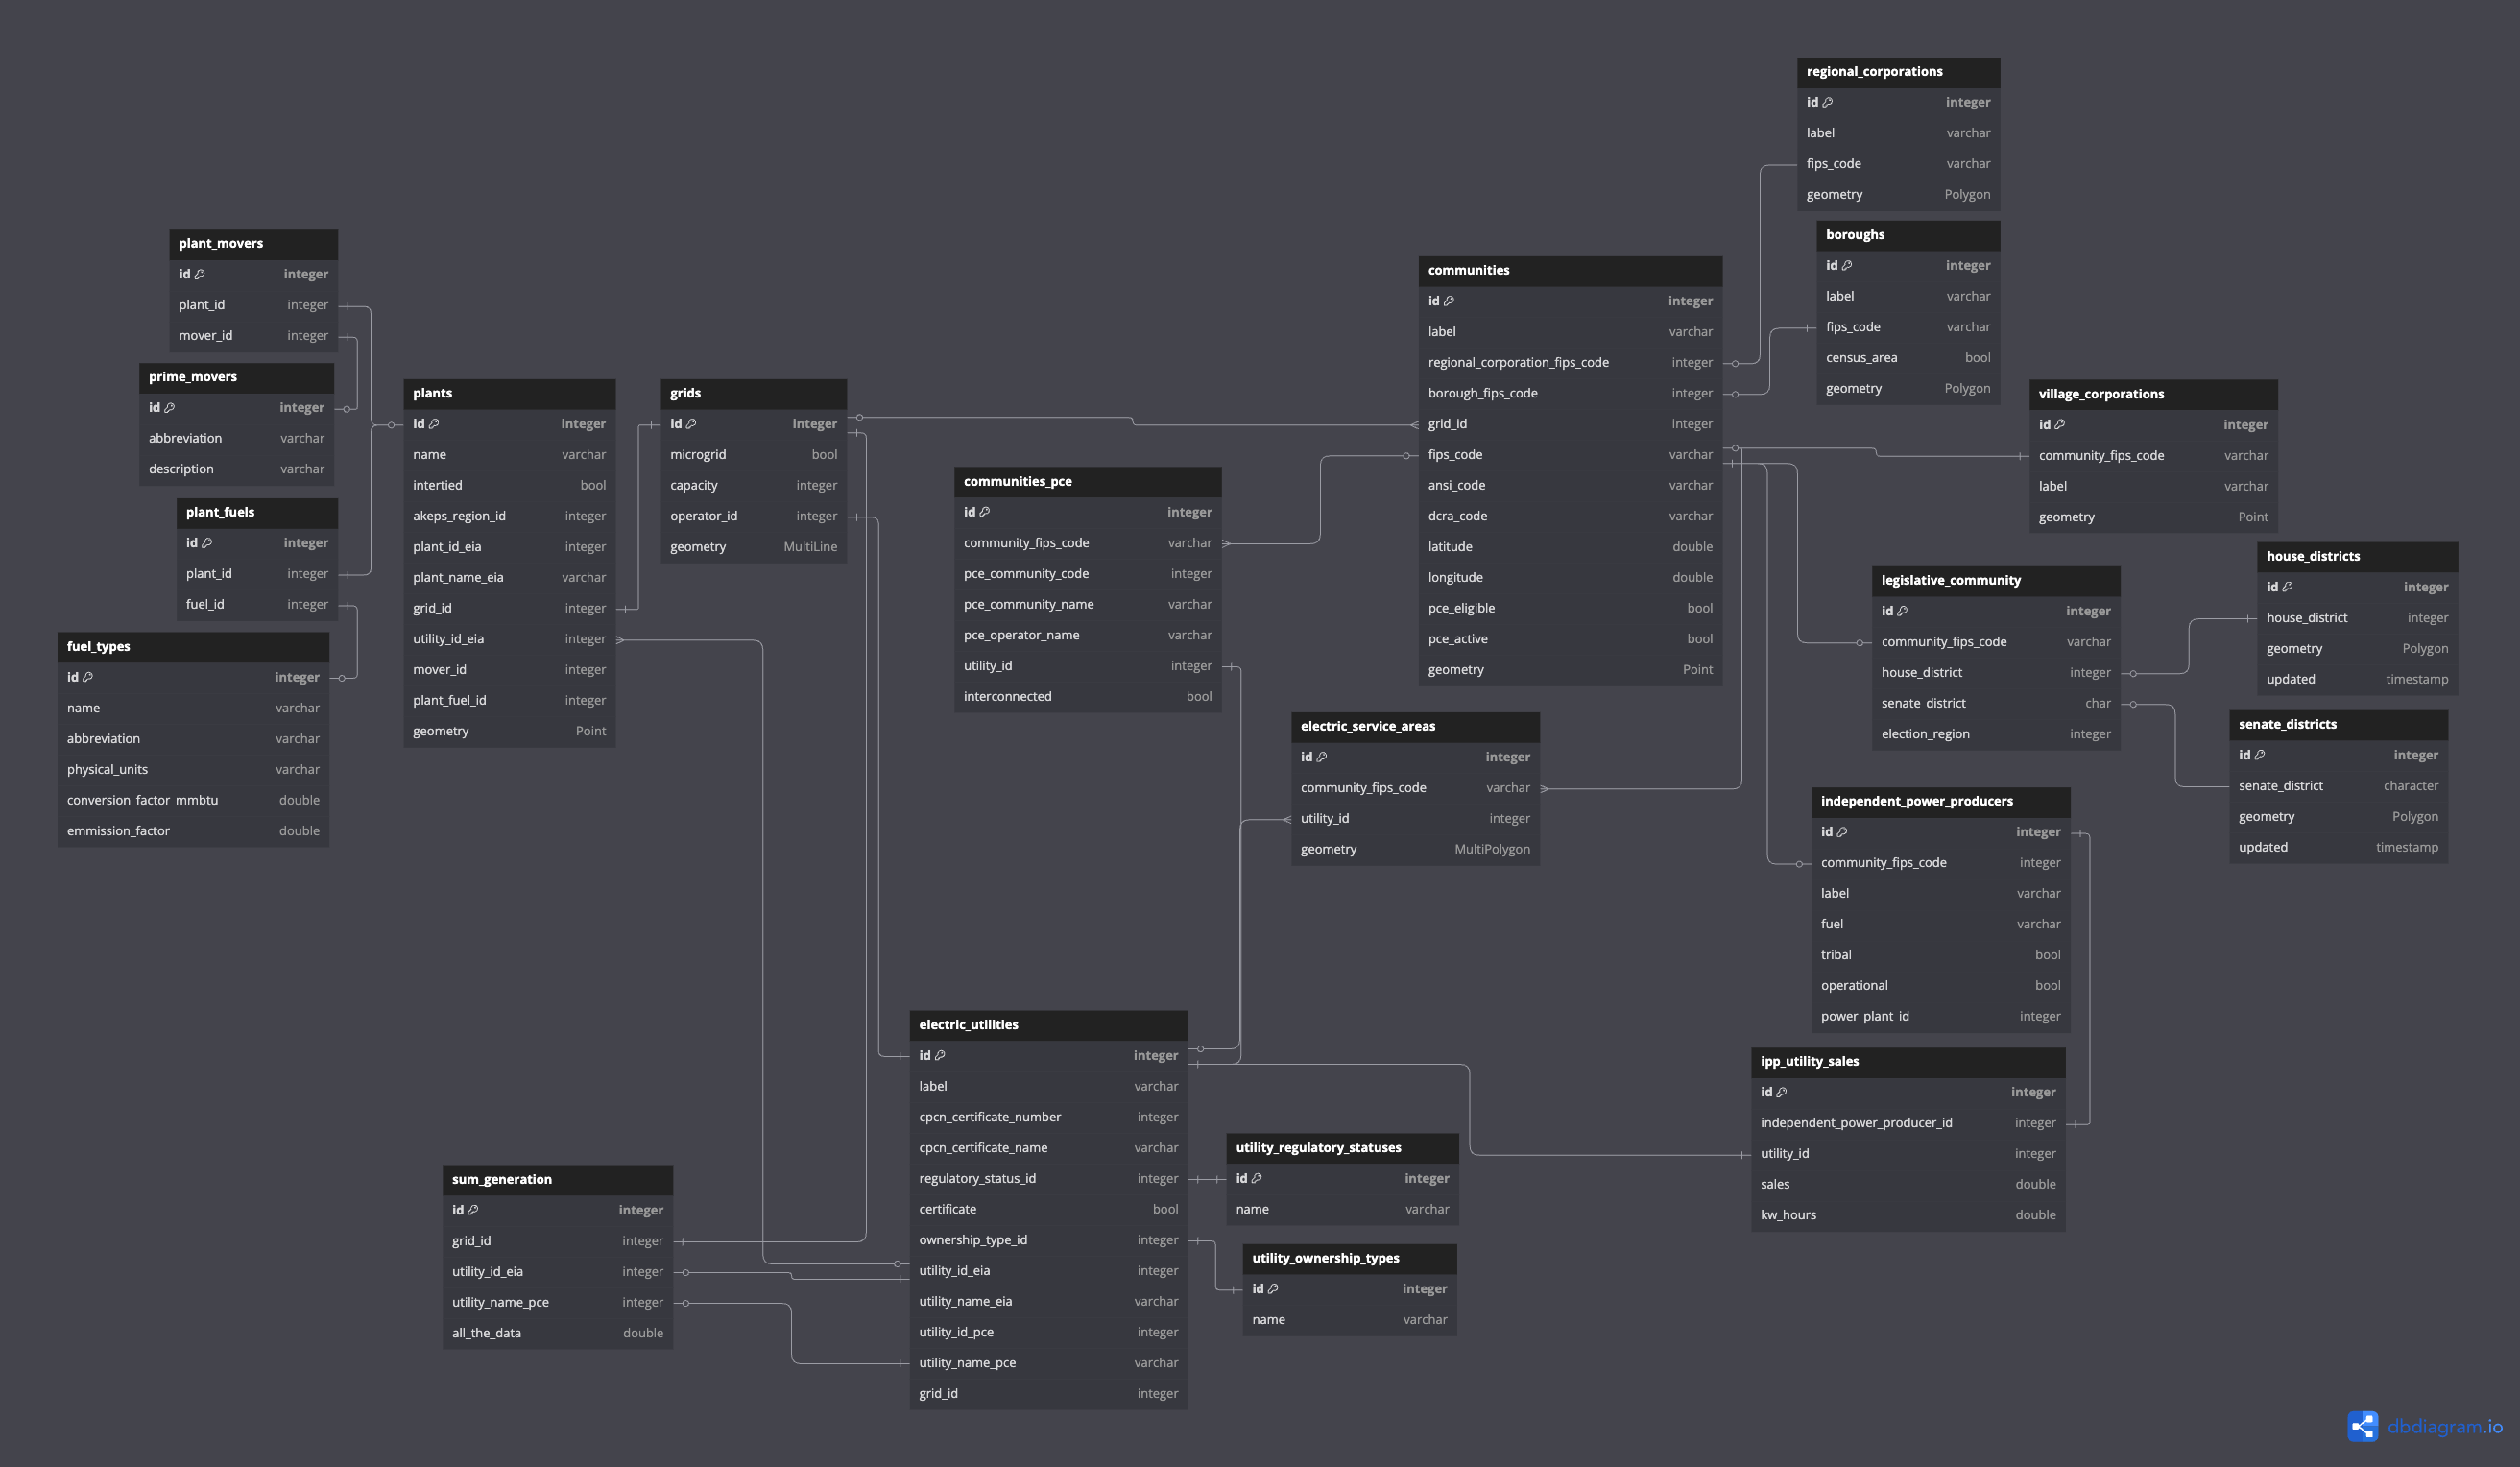 regional_corporations
id integer
label varchar
fips_code varchar
geometry Polygon
boroughs
id integer
label varchar
fips_code varchar
census_area bool
geometry Polygon
plant_movers
id integer
plant_id integer
mover_id integer
communities
id integer
label varchar
regional_corporation_fips_code integer
borough_fips_code integer
grid_id integer
fips_code varchar
ansi_code varchar
dcra_code varchar
latitude double
longitude double
pce_eligible bool
pce_active bool
geometry Point
prime_movers
id integer
abbreviation varchar
description varchar
plants
id integer
name varchar
intertied bool
akeps_region_id integer
plant_id_eia integer
plant_name_eia varchar
grid_id integer
utility_id_eia integer
mover_id integer
plant_fuel_id integer
geometry Point
grids
id integer
microgrid bool
capacity integer
operator_id integer
geometry MultiLine
village_corporations
id integer
community_fips_code varchar
label varchar
geometry Point
communities_pce
id integer
community_fips_code varchar
pce_community_code integer
pce_community_name varchar
pce_operator_name varchar
utility_id integer
interconnected bool
plant_fuels
id integer
plant_id integer
fuel_id integer
house_districts
id integer
house_district integer
geometry Polygon
updated timestamp
legislative_community
id integer
community_fips_code varchar
house_district integer
senate_district char
election_region integer
fuel_types
id integer
name varchar
abbreviation varchar
physical_units varchar
conversion_factor_mmbtu double
emmission_factor double
electric_service_areas
id integer
community_fips_code varchar
utility_id integer
geometry MultiPolygon
senate_districts
id integer
senate_district character
geometry Polygon
updated timestamp
independent_power_producers
id integer
community_fips_code integer
label varchar
fuel varchar
tribal bool
operational bool
power_plant_id integer
electric_utilities
id integer
label varchar
cpcn_certificate_number integer
cpcn_certificate_name varchar
regulatory_status_id integer
certificate bool
ownership_type_id integer
utility_id_eia integer
utility_name_eia varchar
utility_id_pce integer
utility_name_pce varchar
grid_id integer
ipp_utility_sales
id integer
independent_power_producer_id integer
utility_id integer
sales double
kw_hours double
utility_regulatory_statuses
id integer
name varchar
sum_generation
id integer
grid_id integer
utility_id_eia integer
utility_name_pce integer
all_the_data double
utility_ownership_types
id integer
name varchar
dbdiagram.io